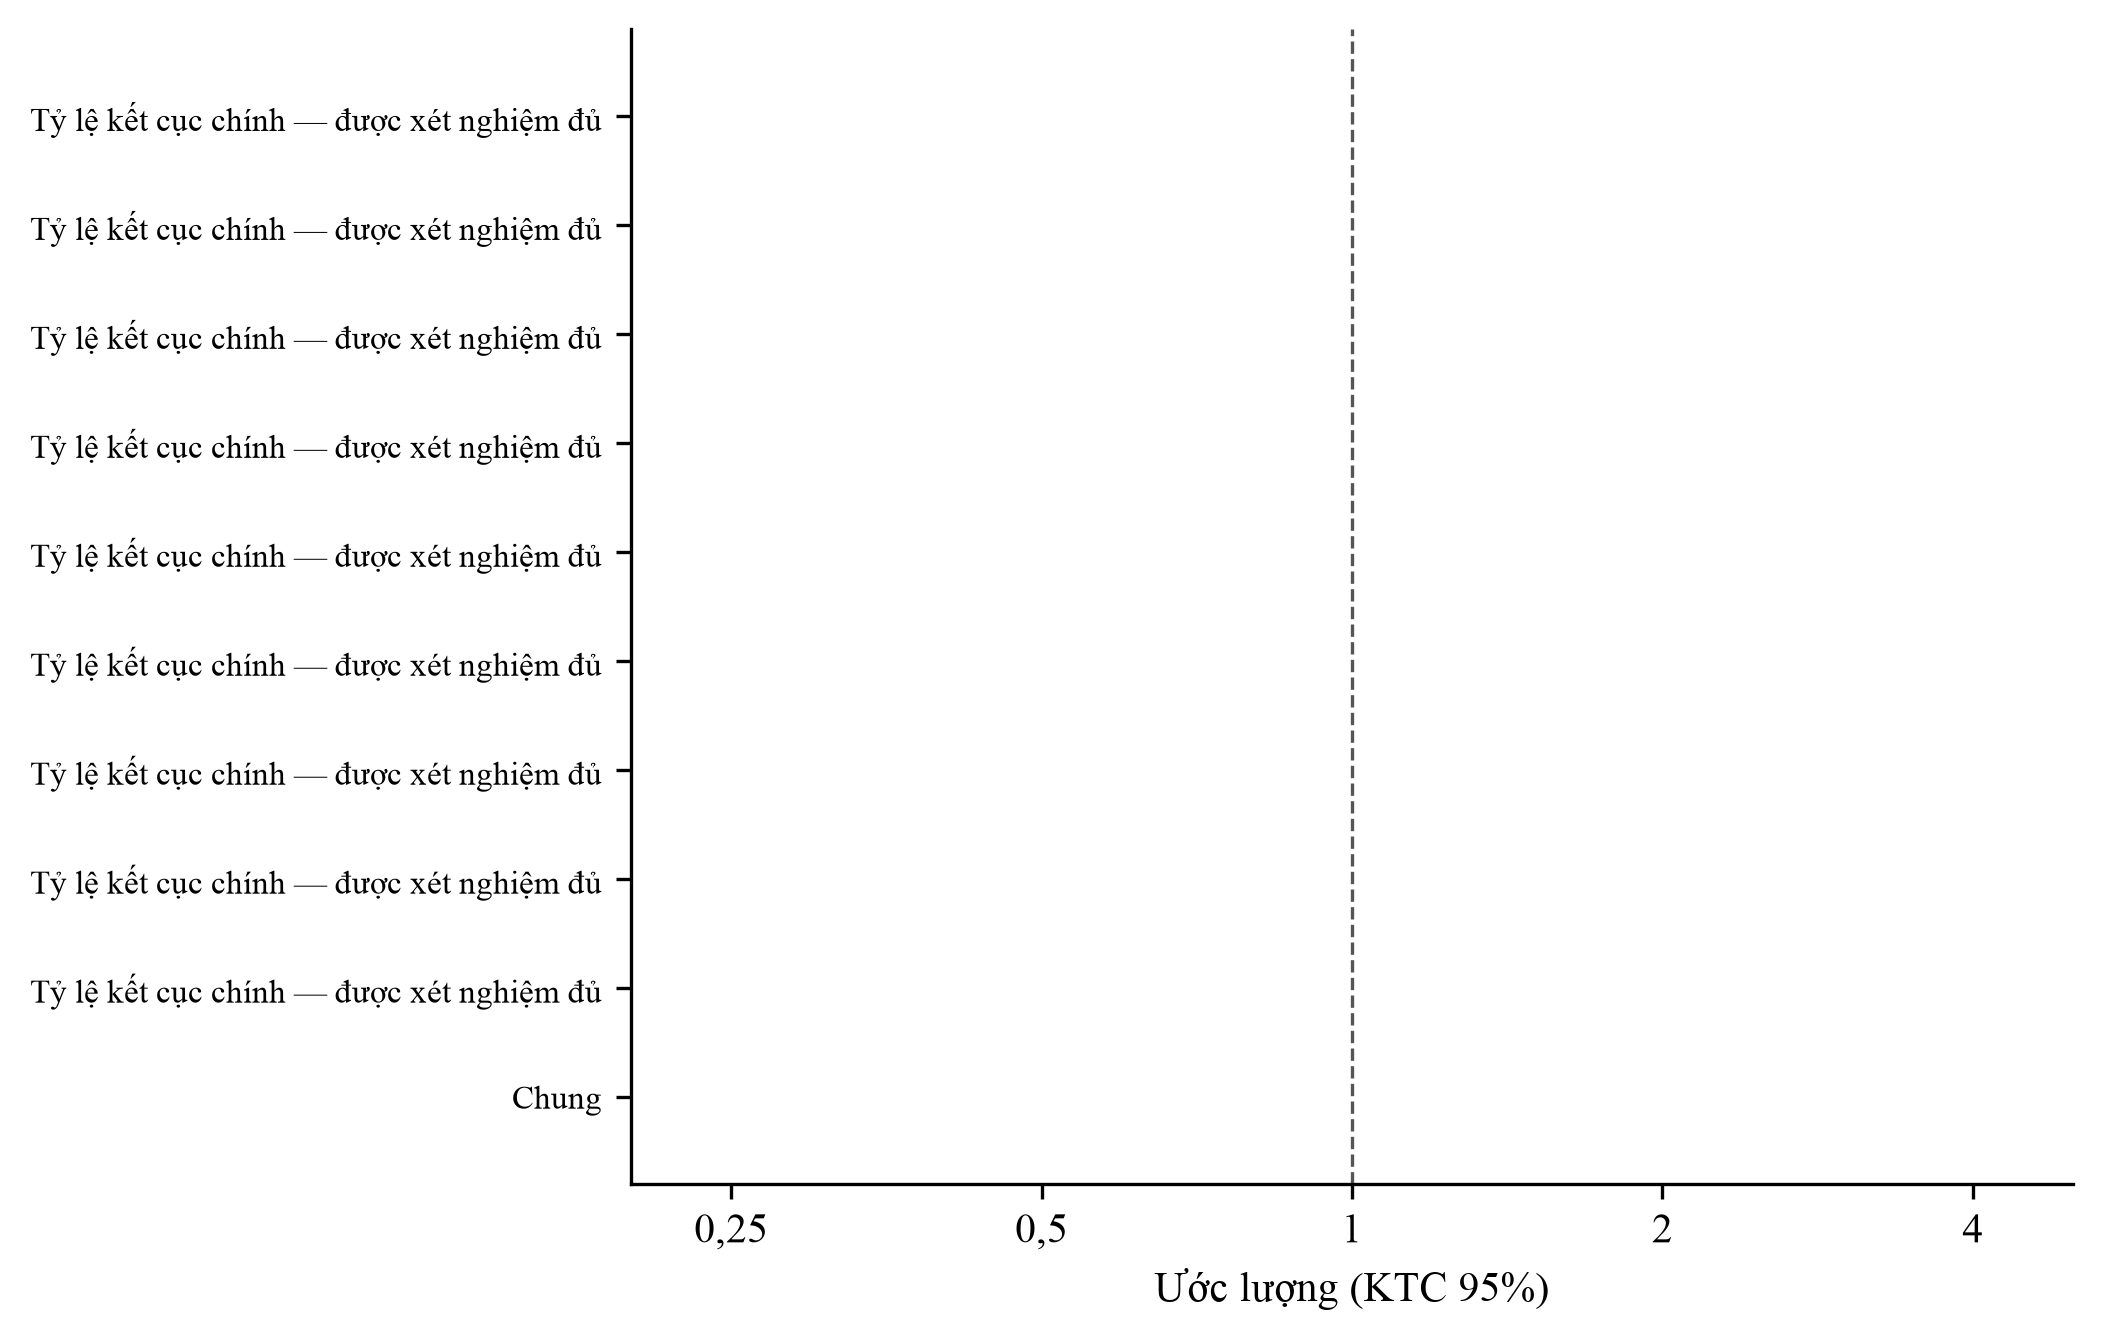 Tỷ lệ kết cục chính — được xét nghiệm đủ
Tỷ lệ kết cục chính — được xét nghiệm đủ
Tỷ lệ kết cục chính — được xét nghiệm đủ
Tỷ lệ kết cục chính — được xét nghiệm đủ
Tỷ lệ kết cục chính — được xét nghiệm đủ
Tỷ lệ kết cục chính — được xét nghiệm đủ
Tỷ lệ kết cục chính — được xét nghiệm đủ
Tỷ lệ kết cục chính — được xét nghiệm đủ
Tỷ lệ kết cục chính — được xét nghiệm đủ
Chung
0,25 0,5 1 2 4
Ước lượng (KTC 95%)